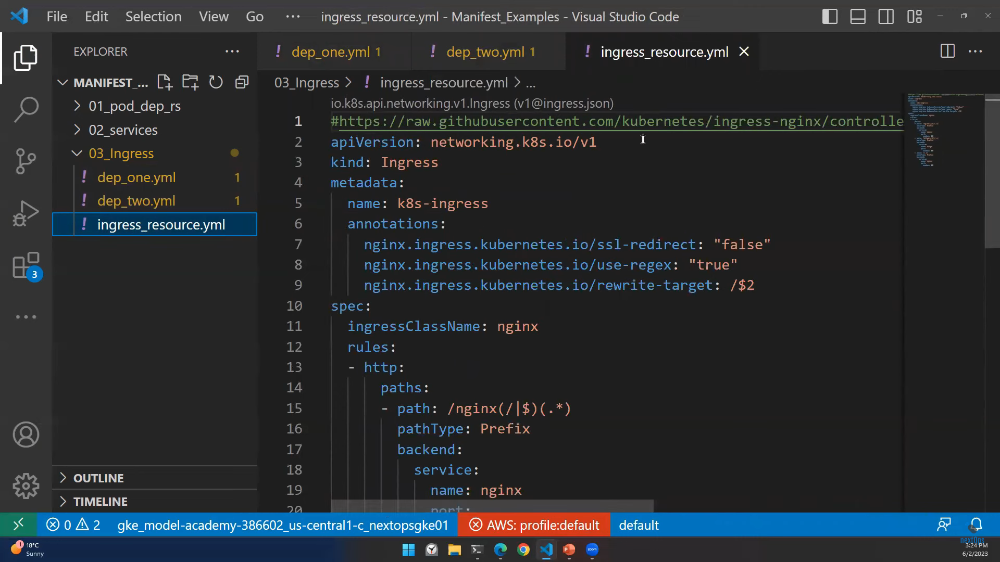 File Edit Selection View Go ... ingress_resource.yml - Manifest_Examples - Visual Studio Code
EXPLORER ...
! dep_one.yml 1 ! dep_two.yml 1 ! ingress_resource.yml
MANIFEST_...
01_pod_dep_rs
02_services
03_Ingress
! dep_one.yml 1
! dep_two.yml 1
! ingress_resource.yml
OUTLINE
TIMELINE
3
03_Ingress > ! ingress_resource.yml > ...
io.k8s.api.networking.v1.Ingress (v1@ingress.json)
1 #https://raw.githubusercontent.com/kubernetes/ingress-nginx/controlle
2 apiVersion: networking.k8s.io/v1
3 kind: Ingress
4 metadata:
5 name: k8s-ingress
6 annotations:
7 nginx.ingress.kubernetes.io/ssl-redirect: "false"
8 nginx.ingress.kubernetes.io/use-regex: "true"
9 nginx.ingress.kubernetes.io/rewrite-target: /$2
10 spec:
11 ingressClassName: nginx
12 rules:
13 - http:
14 paths:
15 - path: /nginx(/|$)(.*)
16 pathType: Prefix
17 backend:
18 service:
19 name: nginx
20 port:
0 2 gke_model-academy-386602_us-central1-c_nextopsgke01 AWS: profile:default default
1 18°C
Sunny
zoom
nextOps
3:24 PM
6/2/2023